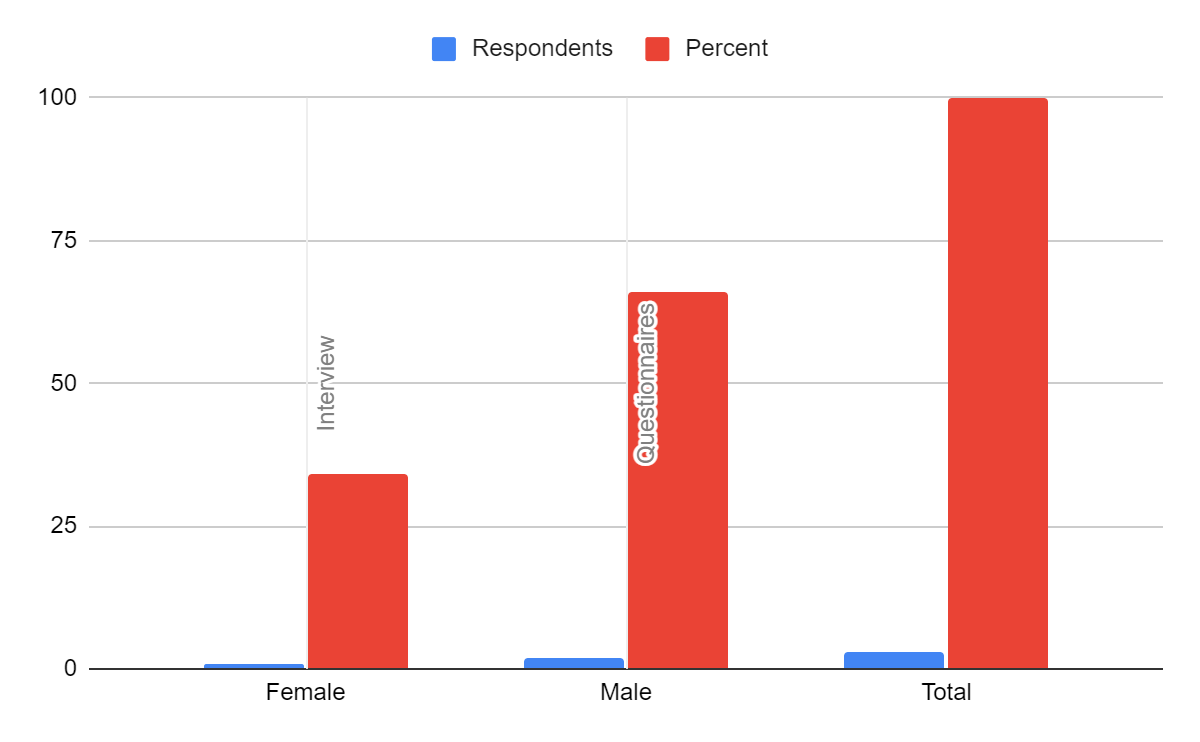 Respondents Percent
100
75
50
25
0
Interview
Questionnaires
Female Male Total